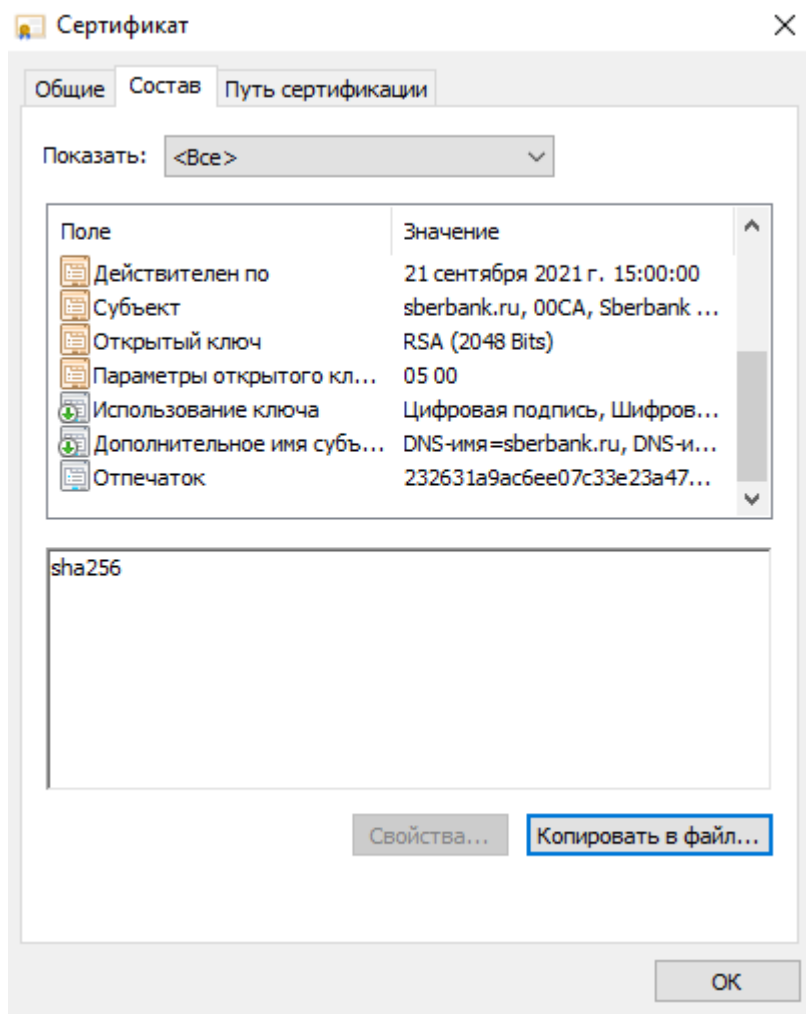 Сертификат
Общие Состав Путь сертификации
Показать: <Все>
Поле Значение
Действителен по 21 сентября 2021 г. 15:00:00
Субъект sberbank.ru, 00CA, Sberbank ...
Открытый ключ RSA (2048 Bits)
Параметры открытого кл... 05 00
Использование ключа Цифровая подпись, Шифров...
Дополнительное имя субъ... DNS-имя=sberbank.ru, DNS-и...
Отпечаток 232631a9ac6ee07c33e23a47...
sha256
Свойства... Копировать в файл...
ОК